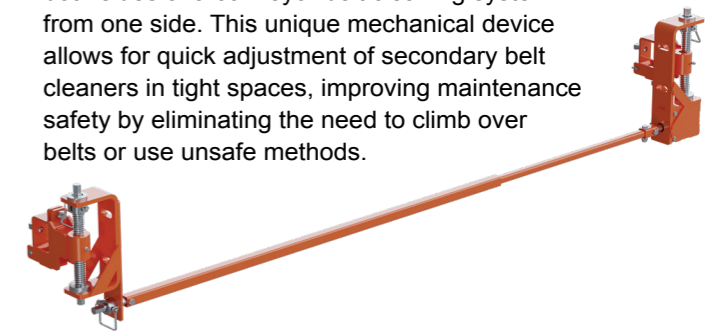 from one side. This unique mechanical device
allows for quick adjustment of secondary belt
cleaners in tight spaces, improving maintenance
safety by eliminating the need to climb over
belts or use unsafe methods.